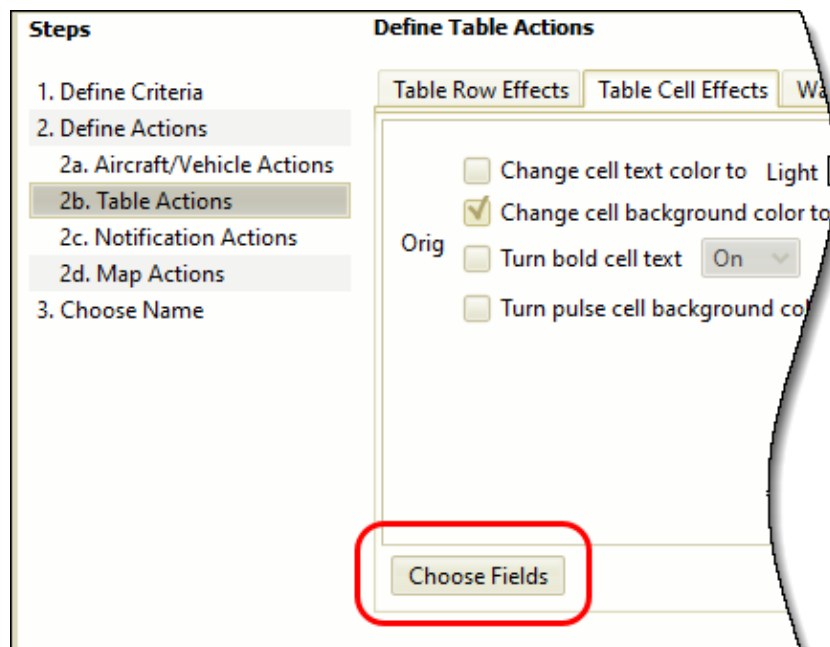 Steps
1. Define Criteria
2. Define Actions
2a. Aircraft/Vehicle Actions
2b. Table Actions
2c. Notification Actions
2d. Map Actions
3. Choose Name
Define Table Actions
Table Row Effects Table Cell Effects
Orig
Change cell text color to Light
Change cell background color to
Turn bold cell text On
Turn pulse cell background
Choose Fields